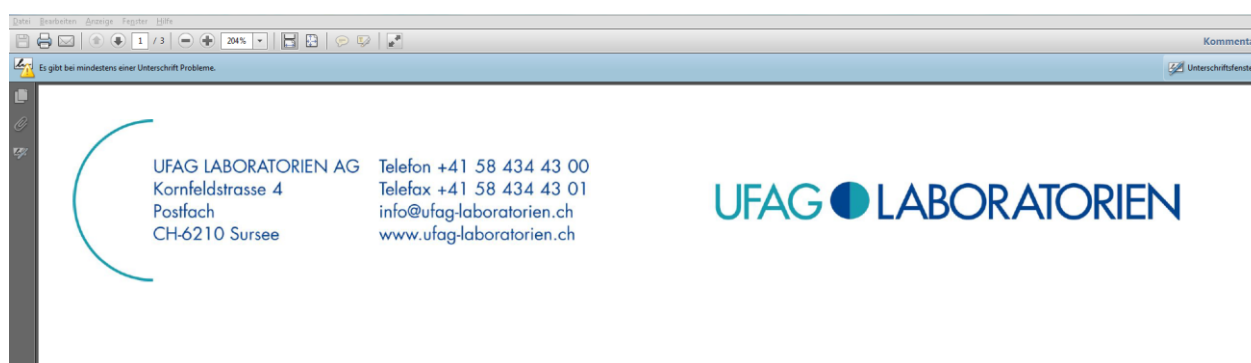 Datei Bearbeiten Anzeige Fenster Hilfe
1 / 3 204%
Kommenta
Es gibt bei mindestens einer Unterschrift Probleme.
Unterschriftsfenste
UFAG LABORATORIEN AG
Kornfeldstrasse 4
Postfach
CH-6210 Sursee
Telefon +41 58 434 43 00
Telefax +41 58 434 43 01
info@ufag-laboratorien.ch
www.ufag-laboratorien.ch
UFAG LABORATORIEN